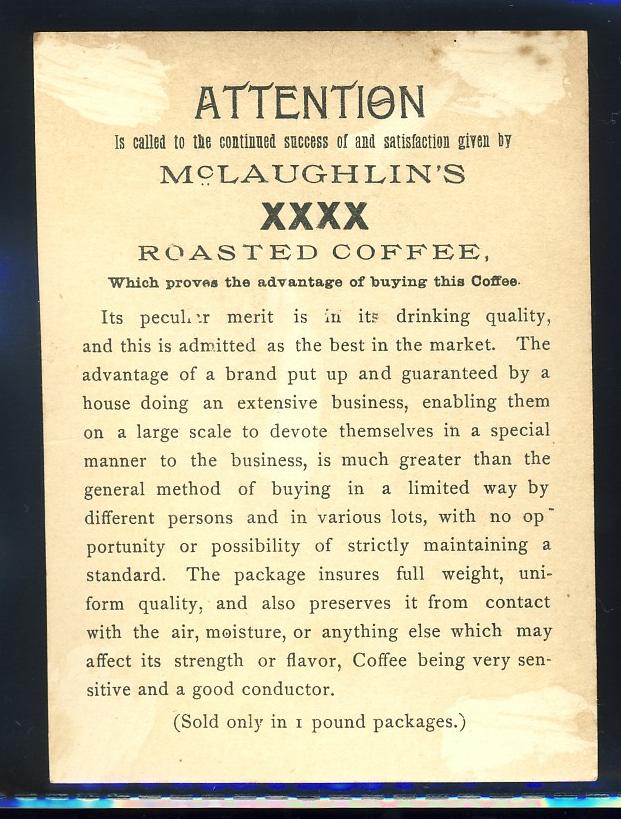 ATTENTION
Is called to the continued success of and satisfaction given by
McLAUGHLIN'S
XXXX
ROASTED COFFEE,
Which proves the advantage of buying this Coffee.
Its peculiar merit is in its drinking quality,
and this is admitted as the best in the market. The
advantage of a brand put up and guaranteed by a
house doing an extensive business, enabling them
on a large scale to devote themselves in a special
manner to the business, is much greater than the
general method of buying in a limited way by
different persons and in various lots, with no op-
portunity or possibility of strictly maintaining a
standard. The package insures full weight, uni-
form quality, and also preserves it from contact
with the air, moisture, or anything else which may
affect its strength or flavor, Coffee being very sen-
sitive and a good conductor.
(Sold only in 1 pound packages.)